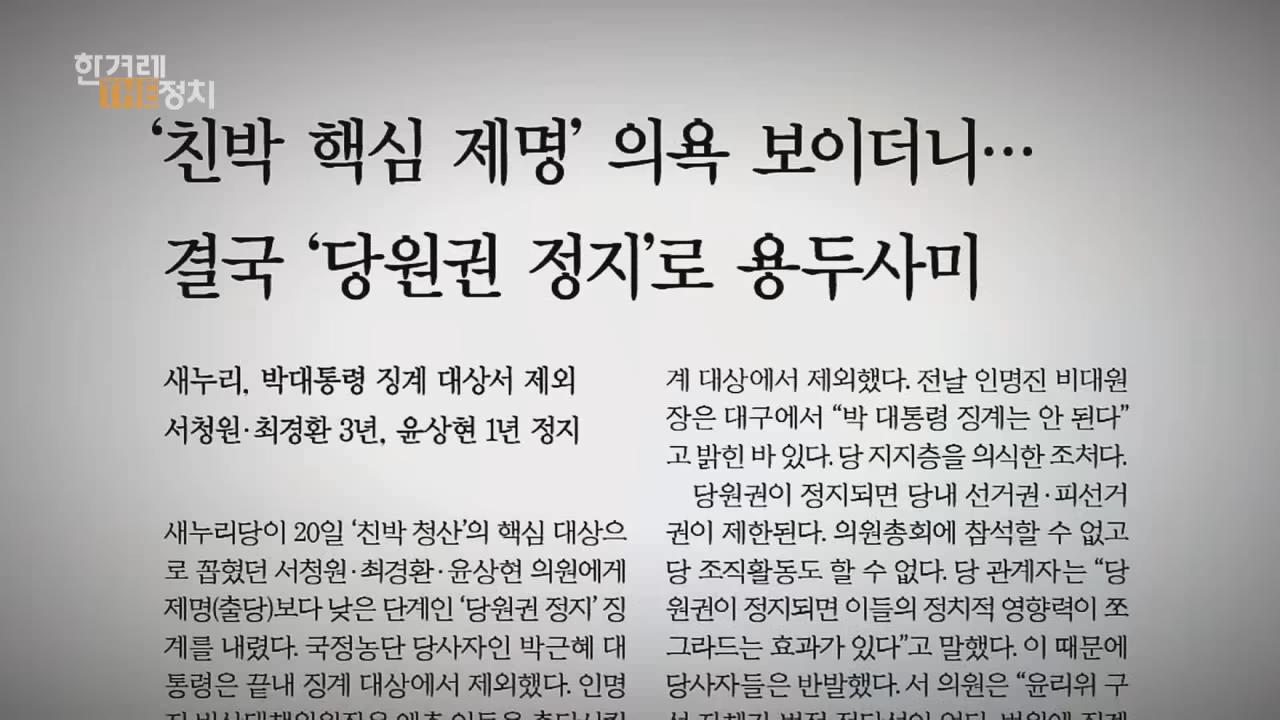 한겨레
THE정치
‘친박 핵심 제명’ 의욕 보이더니…
결국 ‘당원권 정지’로 용두사미
새누리, 박대통령 징계 대상서 제외
서청원·최경환 3년, 윤상현 1년 정지
새누리당이 20일 ‘친박 청산’의 핵심 대상으
로 꼽혔던 서청원·최경환·윤상현 의원에게
제명(출당)보다 낮은 단계인 ‘당원권 정지’ 징
계를 내렸다. 국정농단 당사자인 박근혜 대
통령은 끝내 징계 대상에서 제외했다. 인명
계 대상에서 제외했다. 전날 인명진 비대원
장은 대구에서 “박 대통령 징계는 안 된다”
고 밝힌 바 있다. 당 지지층을 의식한 조처다.
당원권이 정지되면 당내 선거권·피선거
권이 제한된다. 의원총회에 참석할 수 없고
당 조직활동도 할 수 없다. 당 관계자는 “당
원권이 정지되면 이들의 정치적 영향력이 쪼
그라드는 효과가 있다”고 말했다. 이 때문에
당사자들은 반발했다. 서 의원은 “윤리위 구